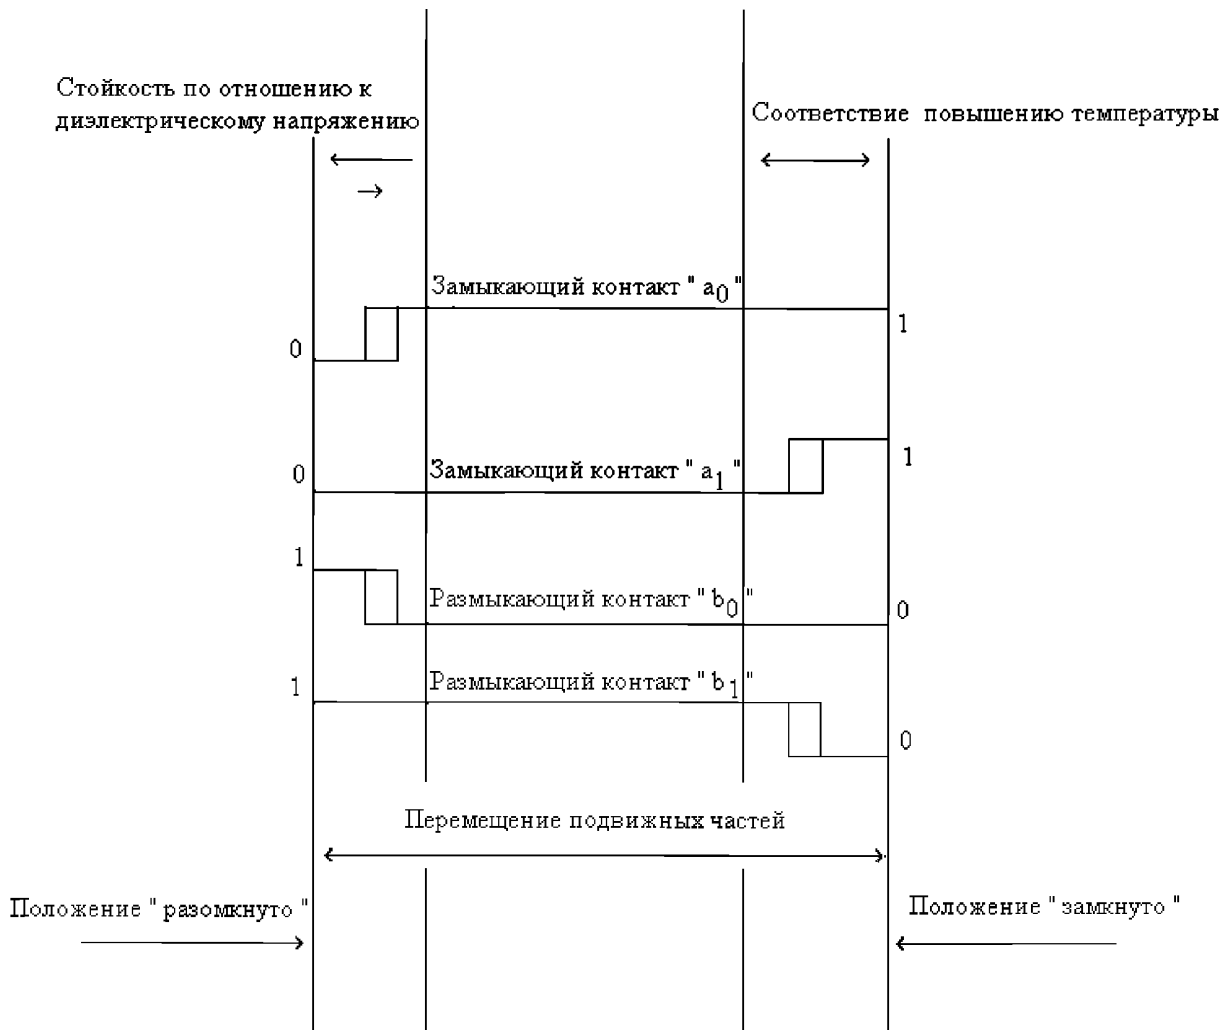 Стойкость по отношению к
диэлектрическому напряжению
Соответствие повышению температуры
Замыкающий контакт " a0 "
0
1
Замыкающий контакт " a1 "
0
1
1
Размыкающий контакт " b0 "
0
1
Размыкающий контакт " b1 "
0
Перемещение подвижных частей
Положение " разомкнуто "
Положение " замкнуто "